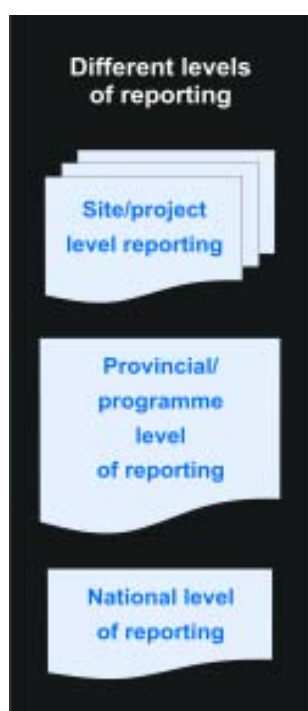 Different levels
of reporting
Site/project
level reporting
Provincial/
programme
level
of reporting
National level
of reporting